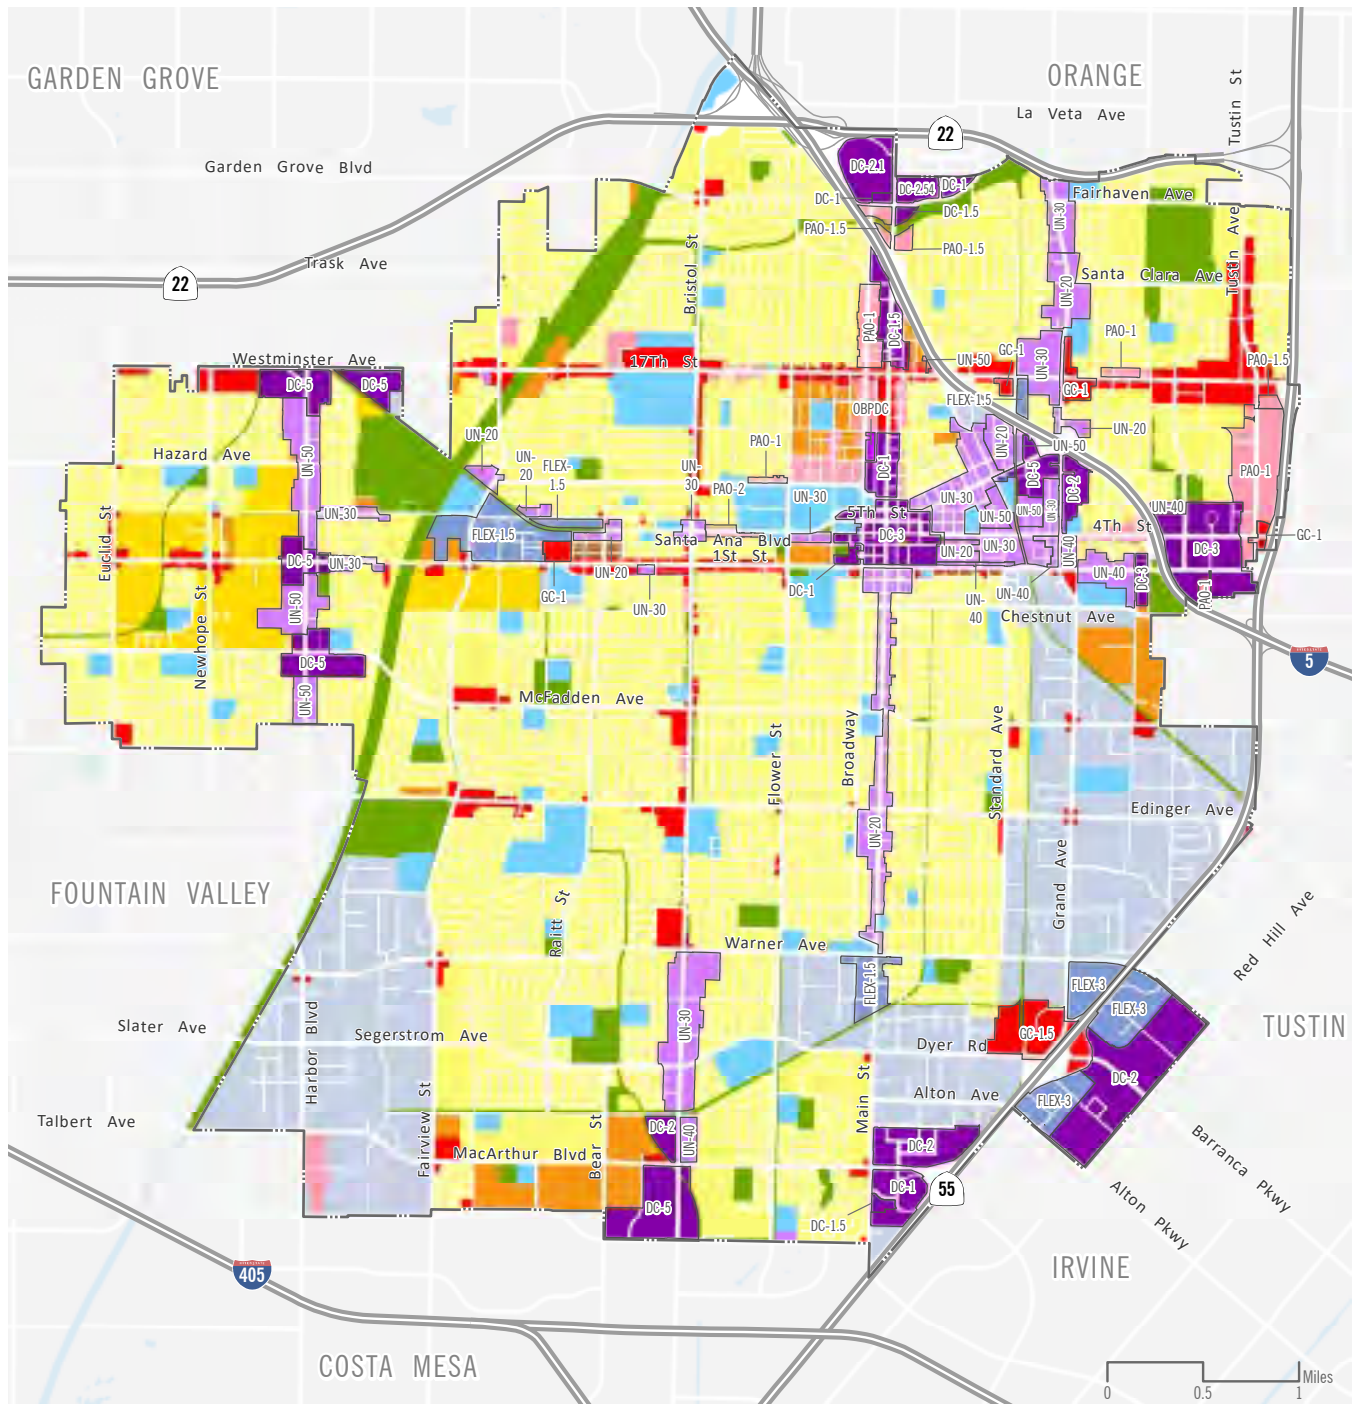 GARDEN GROVE
ORANGE
Tustin St
La Veta Ave
22
Garden Grove Blvd
DC-2.1
DC-2.54
DC-1
Fairhaven Ave
DC-1
DC-1.5
UN-30
PAO-1.5
PAO-1.5
Trask Ave
22
Bristol St
Santa Clara Ave
Tustin Ave
UN-20
PAO-1
DC-1.5
PAO-1
Westminster Ave
17Th St
UN-50
GC-1
UN-30
PAO-1.5
DC-5
DC-5
GC-1
FLEX-1.5
OBPDC
UN-20
UN-20
UN-20
UN-50
PAO-1
Hazard Ave
UN-50
UN-
20
FLEX-
1.5
UN-
30
DC-1
DC-5
DC-2
PAO-1
PAO-2
UN-30
UN-30
UN-40
Euclid St
UN-30
5Th St
UN-50
UN-50
UN-30
4Th St
FLEX-1.5
Santa Ana Blvd
DC-3
GC-1
1St St
UN-20
UN-30
UN-40
DC-3
DC-5
UN-30
UN-20
UN-40
DC-3
PAO-1
Newhope St
UN-50
GC-1
UN-30
DC-1
UN-
40
UN-40
Chestnut Ave
DC-5
5
UN-50
McFadden Ave
Flower St
Broadway
Standard Ave
Edinger Ave
UN-20
Grand Ave
FOUNTAIN VALLEY
Raitt St
Red Hill Ave
Warner Ave
FLEX-1.5
FLEX-3
FLEX-3
Slater Ave
Harbor Blvd
Segerstrom Ave
UN-30
GC-1.5
TUSTIN
Dyer Rd
DC-2
Main St
Alton Ave
FLEX-3
Talbert Ave
Fairview St
Bear St
DC-2
UN-40
MacArthur Blvd
DC-2
Barranca Pkwy
DC-1
55
DC-5
DC-1.5
Alton Pkwy
405
IRVINE
COSTA MESA
Miles
0 0.5 1